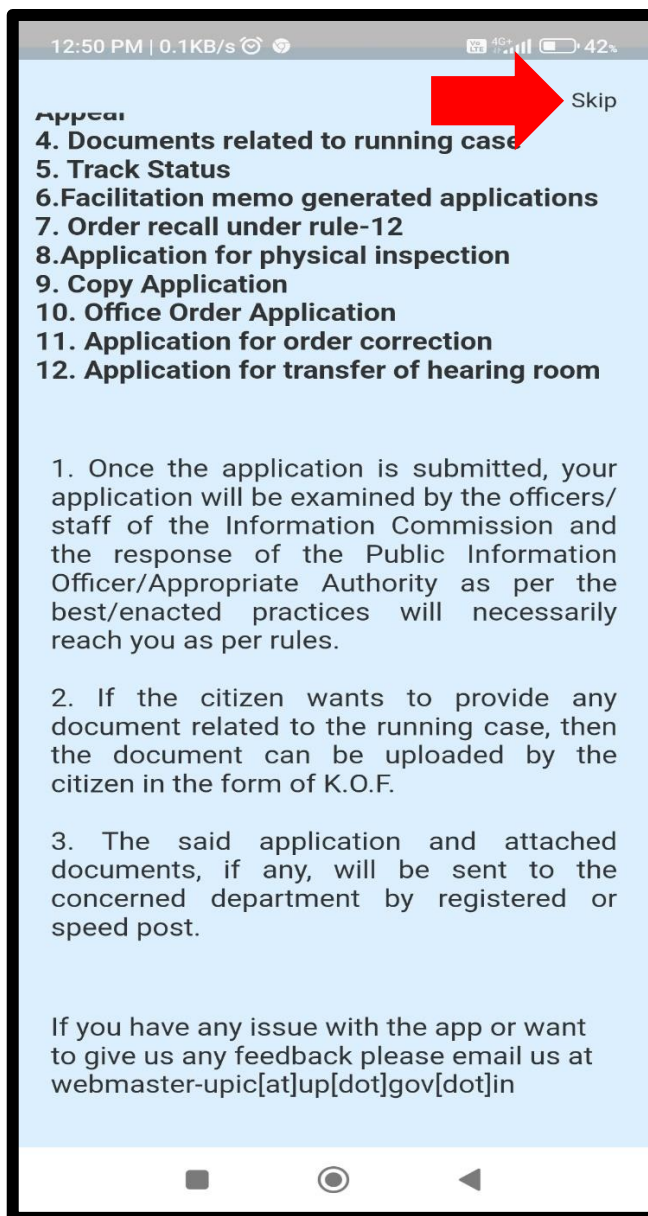 12:50 PM | 0.1KB/s
4G+
42%
Skip
Appeal
4. Documents related to running case
5. Track Status
6.Facilitation memo generated applications
7. Order recall under rule-12
8.Application for physical inspection
9. Copy Application
10. Office Order Application
11. Application for order correction
12. Application for transfer of hearing room
1. Once the application is submitted, your
application will be examined by the officers/
staff of the Information Commission and
the response of the Public Information
Officer/Appropriate Authority as per the
best/enacted practices will necessarily
reach you as per rules.
2. If the citizen wants to provide any
document related to the running case, then
the document can be uploaded by the
citizen in the form of K.O.F.
3. The said application and attached
documents, if any, will be sent to the
concerned department by registered or
speed post.
If you have any issue with the app or want
to give us any feedback please email us at
webmaster-upic[at]up[dot]gov[dot]in